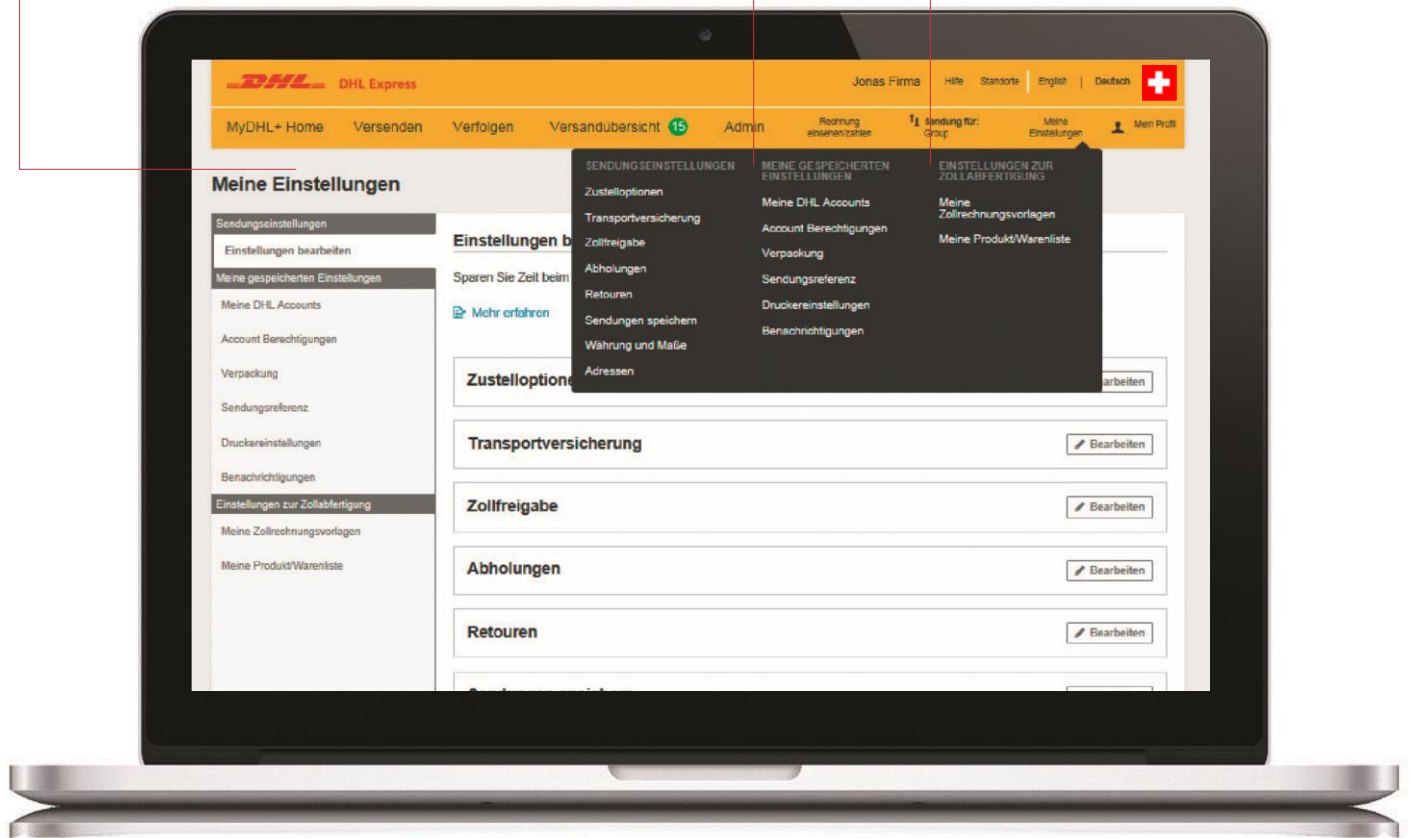 DHL DHL Express
Jonas Firma Hilfe Standorte English | Deutsch
MyDHL+ Home Versenden Verfolgen Versandübersicht 15 Admin
Rechnung
einsehen/zahlen
Sendung für:
Group
Meine
Einstellungen
Mein Profil
Meine Einstellungen
Sendungseinstellungen
Einstellungen bearbeiten
Meine gespeicherten Einstellungen
Meine DHL Accounts
Account Berechtigungen
Verpackung
Sendungsreferenz
Druckereinstellungen
Benachrichtigungen
Einstellungen zur Zollabfertigung
Meine Zollrechnungsvorlagen
Meine Produkt/Warenliste
SENDUNGSEINSTELLUNGEN
Zustelloptionen
Transportversicherung
Zollfreigabe
Abholungen
Retouren
Sendungen speichern
Währung und Maße
Adressen
MEINE GESPEICHERTEN
EINSTELLUNGEN
Meine DHL Accounts
Account Berechtigungen
Verpackung
Sendungsreferenz
Druckereinstellungen
Benachrichtigungen
EINSTELLUNGEN ZUR
ZOLLABFERTIGUNG
Meine
Zollrechnungsvorlagen
Meine Produkt/Warenliste
Einstellungen b
Sparen Sie Zeit beim
Mehr erfahren
Zustelloptione
arbeiten
Transportversicherung
Bearbeiten
Zollfreigabe
Bearbeiten
Abholungen
Bearbeiten
Retouren
Bearbeiten